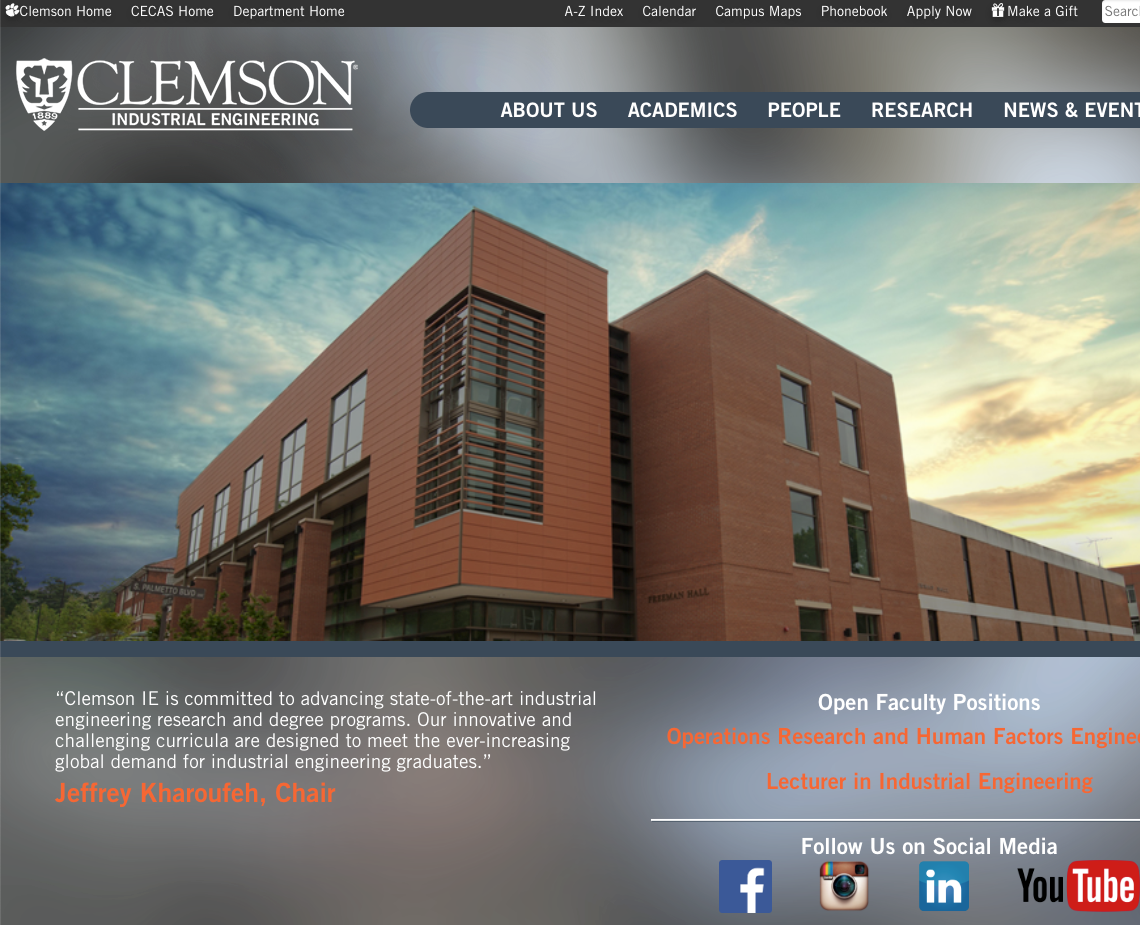 Clemson Home CECAS Home Department Home A-Z Index Calendar Campus Maps Phonebook Apply Now Make a Gift Searc
CLEMSON®
INDUSTRIAL ENGINEERING
1889
ABOUT US ACADEMICS PEOPLE RESEARCH NEWS & EVENT
S. PALMETTO BLVD
FREEMAN HALL
“Clemson IE is committed to advancing state-of-the-art industrial
engineering research and degree programs. Our innovative and
challenging curricula are designed to meet the ever-increasing
global demand for industrial engineering graduates.”
Jeffrey Kharoufeh, Chair
Open Faculty Positions
Operations Research and Human Factors Enginee
Lecturer in Industrial Engineering
Follow Us on Social Media
f
in
YouTube